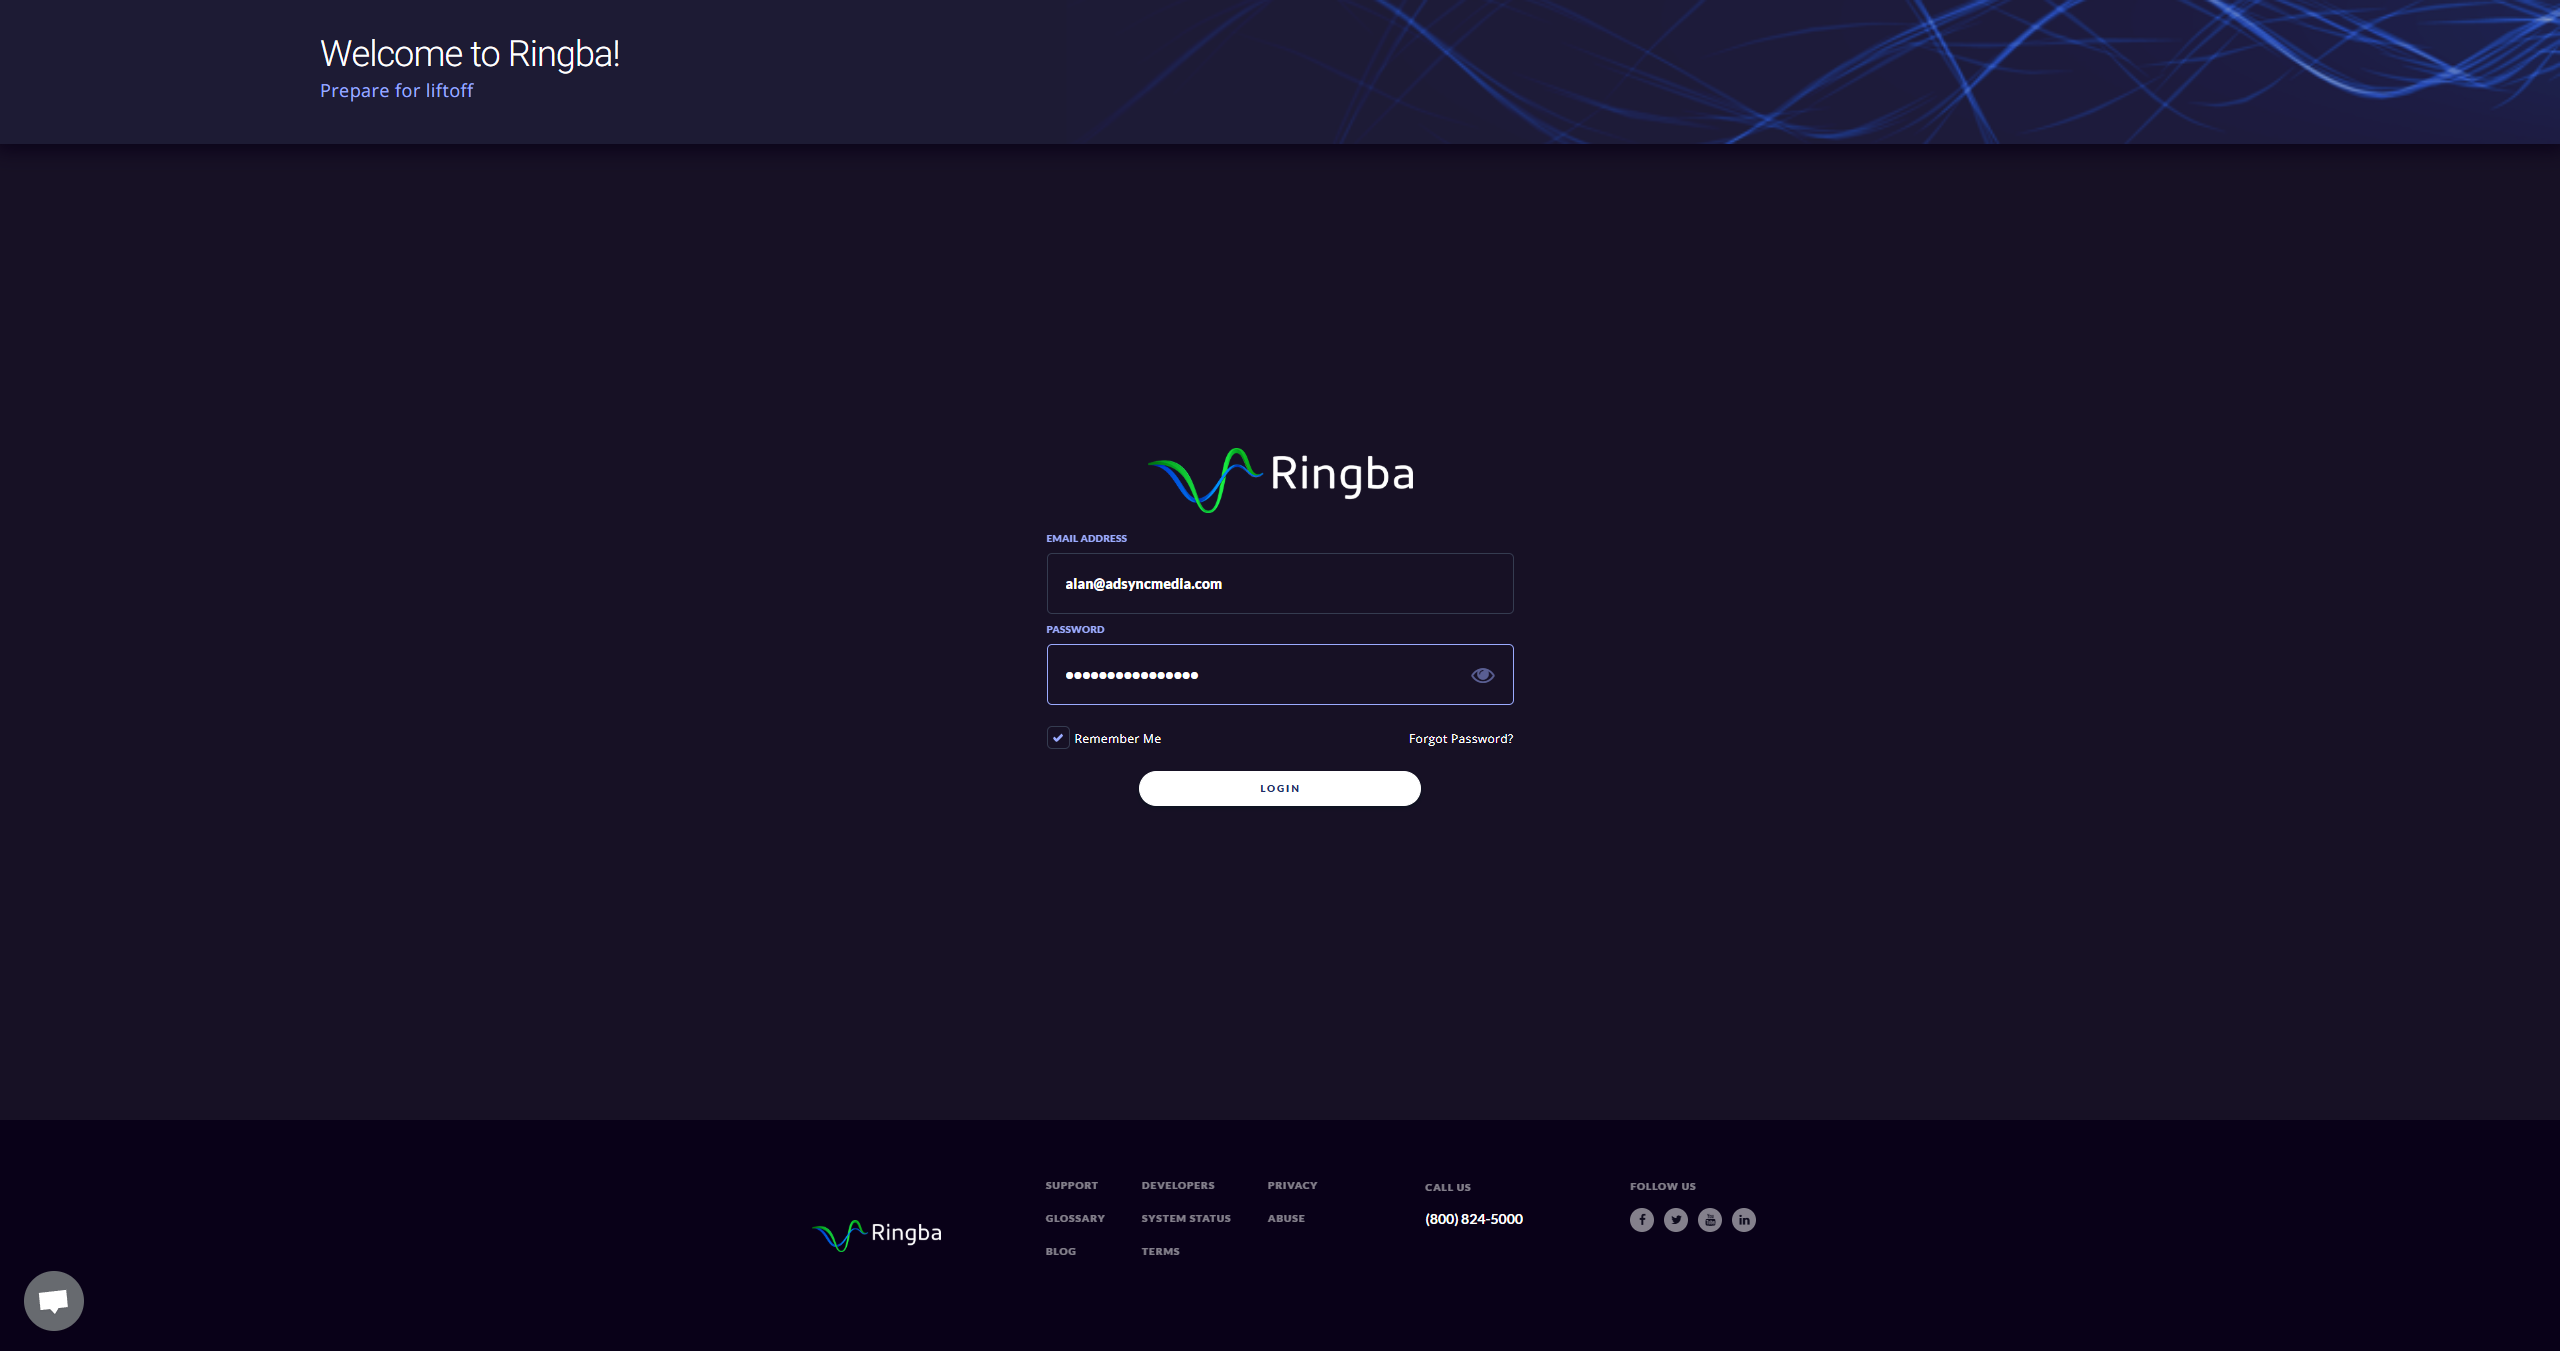 Welcome to Ringba!
Prepare for liftoff
Ringba
EMAIL ADDRESS
alan@adsyncmedia.com
PASSWORD
••••••••••••••••
Remember Me
Forgot Password?
LOGIN
Ringba
SUPPORT
GLOSSARY
BLOG
DEVELOPERS
SYSTEM STATUS
TERMS
PRIVACY
ABUSE
CALL US
(800) 824-5000
FOLLOW US